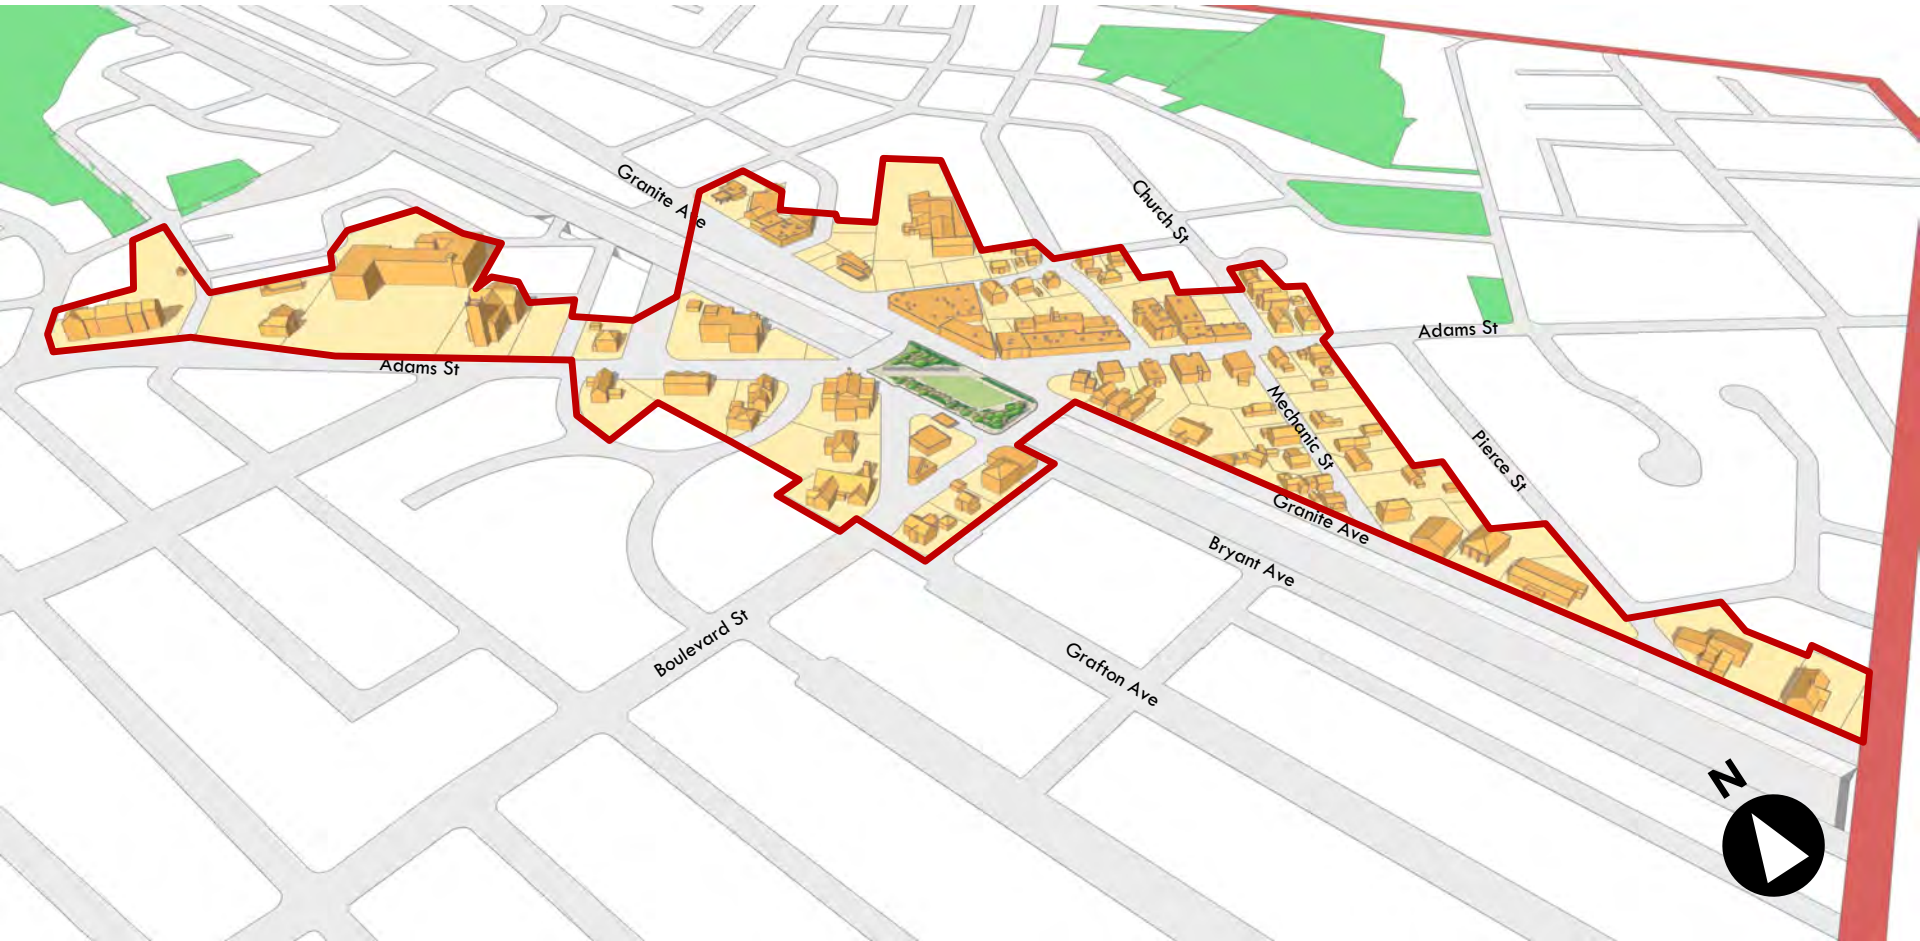 Granite Ave
Church St
Adams St
Adams St
Mechanic St
Pierce St
Granite Ave
Bryant Ave
Boulevard St
Grafton Ave
N